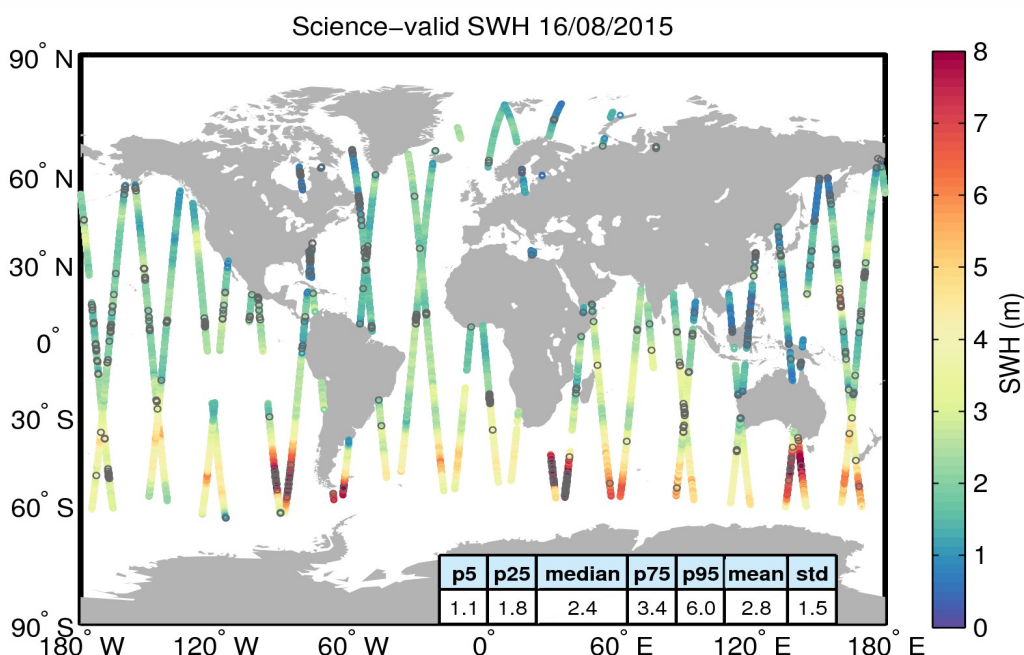 Science−valid SWH 16/08/2015
90° N
60° N
30° N
0°
30° S
60° S
90° S
180° W
120° W
60° W
0°
60° E
120° E
180° E
p5 p25 median p75 p95 mean std
1.1 1.8 2.4 3.4 6.0 2.8 1.5
8
7
6
5
4
3
2
1
0
SWH (m)